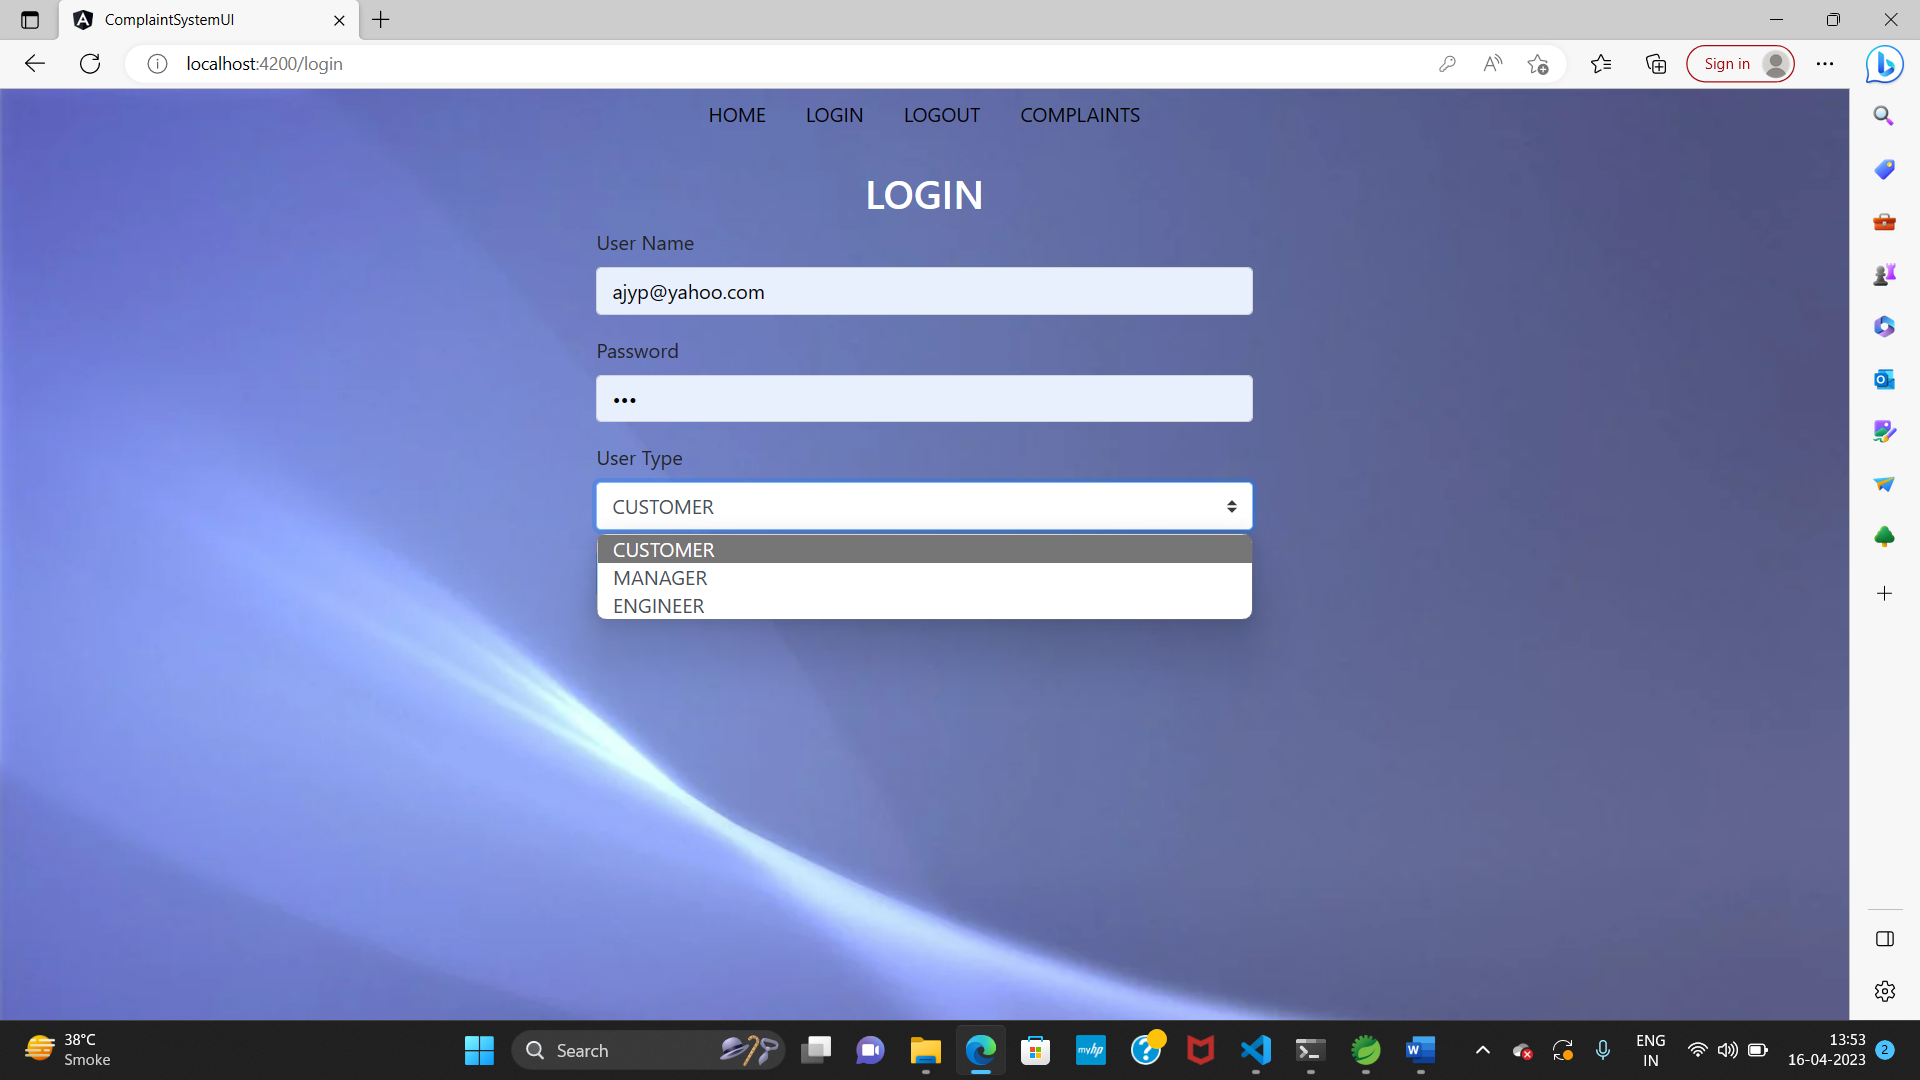 ComplaintSystemUI
localhost:4200/login
Sign in
HOME LOGIN LOGOUT COMPLAINTS
LOGIN
User Name
ajyp@yahoo.com
Password
•••
User Type
CUSTOMER
CUSTOMER
MANAGER
ENGINEER
38°C
Smoke
Search
myhp
ENG
IN
13:53
16-04-2023
2